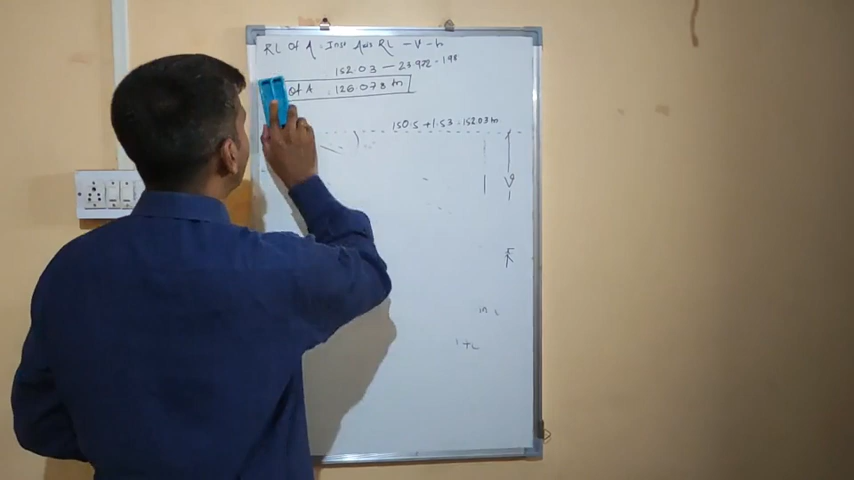 RL Of A = Inst Axis RL - V - h
152.03 - 23.972 - 1.98
Of A = 126.078 m
150.5 + 1.53 = 152.03 m
V